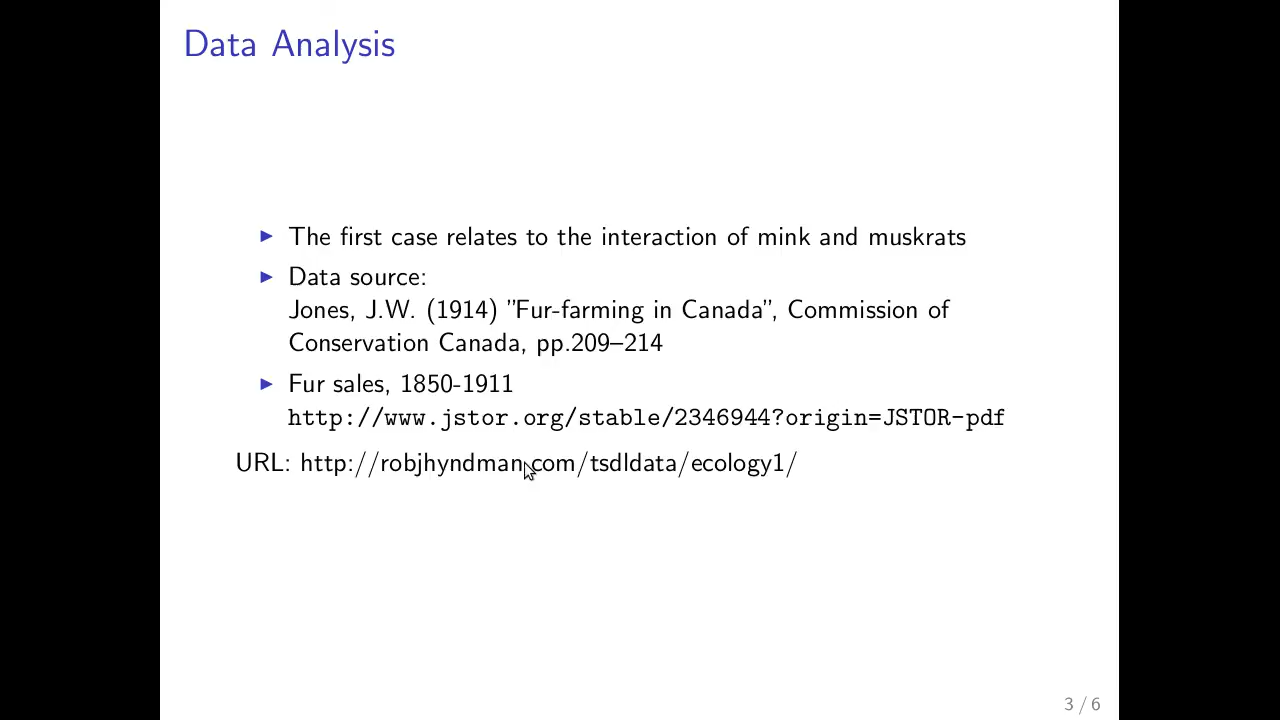 Data Analysis
The first case relates to the interaction of mink and muskrats
Data source:
Jones, J.W. (1914) ”Fur-farming in Canada”, Commission of
Conservation Canada, pp.209–214
Fur sales, 1850-1911
http://www.jstor.org/stable/2346944?origin=JSTOR-pdf
URL: http://robjhyndman.com/tsdldata/ecology1/
3 / 6